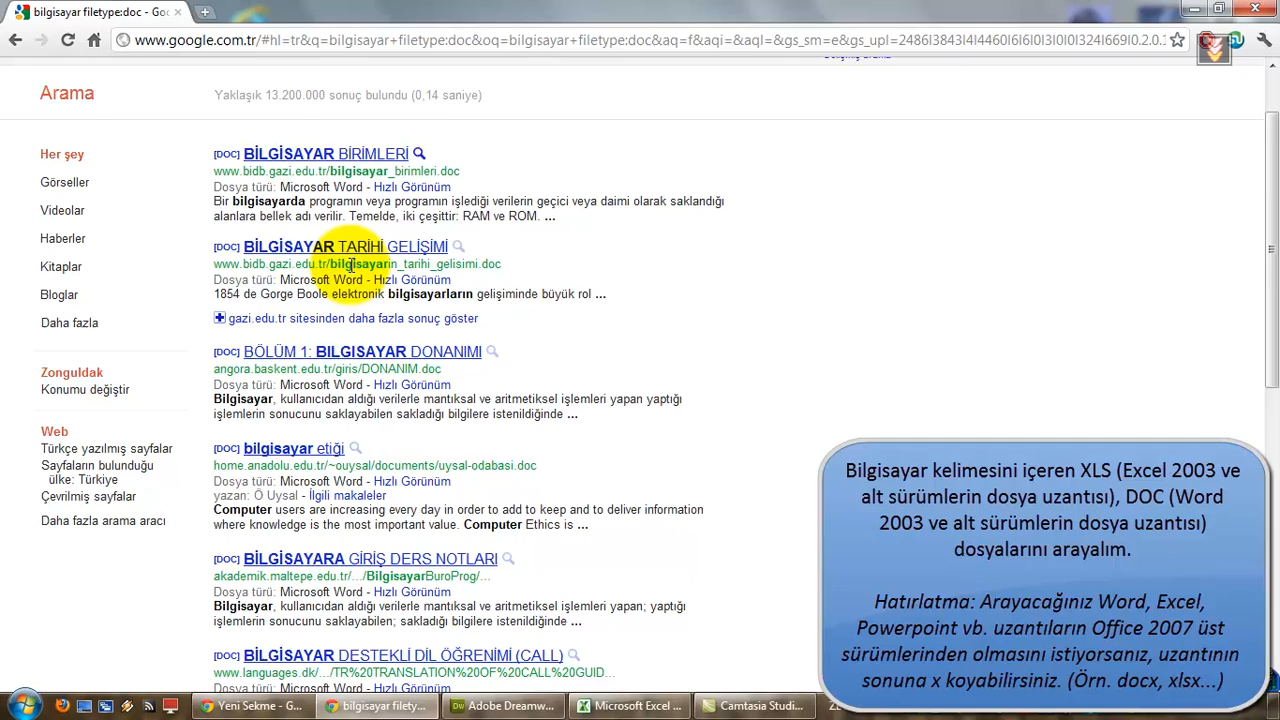 bilgisayar filetype:doc - Goo
www.google.com.tr/#hl=tr&q=bilgisayar+filetype:doc&oq=bilgisayar+filetype:doc&aq=f&aqi=&aql=&gs_sm=e&gs_upl=2486l3843l4l4460l6l6l0l3l0l0l324l669l0.2.0.1
Arama
Yaklaşık 13.200.000 sonuç bulundu (0,14 saniye)
Her şey
Görseller
Videolar
Haberler
Kitaplar
Bloglar
Daha fazla
Zonguldak
Konumu değiştir
Web
Türkçe yazılmış sayfalar
Sayfaların bulunduğu
ülke: Türkiye
Çevrilmiş sayfalar
Daha fazla arama aracı
[DOC] BİLGİSAYAR BİRİMLERİ
www.bidb.gazi.edu.tr/bilgisayar_birimleri.doc
Dosya türü: Microsoft Word - Hızlı Görünüm
Bir bilgisayarda programın veya programın işlediği verilerin geçici veya daimi olarak saklandığı
alanlara bellek adı verilir. Temelde, iki çeşittir: RAM ve ROM. ...
[DOC] BİLGİSAYAR TARİHİ GELİŞİMİ
www.bidb.gazi.edu.tr/bilgisayarin_tarihi_gelisimi.doc
Dosya türü: Microsoft Word - Hızlı Görünüm
1854 de Gorge Boole elektronik bilgisayarların gelişiminde büyük rol ...
gazi.edu.tr sitesinden daha fazla sonuç göster
[DOC] BÖLÜM 1: BILGISAYAR DONANIMI
angora.baskent.edu.tr/giris/DONANIM.doc
Dosya türü: Microsoft Word - Hızlı Görünüm
Bilgisayar, kullanıcıdan aldığı verilerle mantıksal ve aritmetiksel işlemleri yapan yaptığı
işlemlerin sonucunu saklayabilen sakladığı bilgilere istenildiğinde ...
[DOC] bilgisayar etiği
home.anadolu.edu.tr/~ouysal/documents/uysal-odabasi.doc
Dosya türü: Microsoft Word - Hızlı Görünüm
yazan: Ö Uysal - İlgili makaleler
Computer users are increasing every day in order to add to keep and to deliver information
where knowledge is the most important value. Computer Ethics is ...
[DOC] BİLGİSAYARA GİRİŞ DERS NOTLARI
akademik.maltepe.edu.tr/.../BilgisayarBuroProg/...
Dosya türü: Microsoft Word - Hızlı Görünüm
Bilgisayar, kullanıcıdan aldığı verilerle mantıksal ve aritmetiksel işlemleri yapan; yaptığı
işlemlerin sonucunu saklayabilen; sakladığı bilgilere istenildiğinde ...
[DOC] BİLGİSAYAR DESTEKLİ DİL ÖĞRENİMİ (CALL)
www.languages.dk/.../TR%20TRANSLATION%20OF%20CALL%20GUID...
Dosya türü: Microsoft Word - Hızlı Görünüm
Bilgisayar kelimesini içeren XLS (Excel 2003 ve
alt sürümlerin dosya uzantısı), DOC (Word
2003 ve alt sürümlerin dosya uzantısı)
dosyalarını arayalım.
Hatırlatma: Arayacağınız Word, Excel,
Powerpoint vb. uzantıların Office 2007 üst
sürümlerinden olmasını istiyorsanız, uzantının
sonuna x koyabilirsiniz. (Örn. docx, xlsx...)
Yeni Sekme - G...
bilgisayar filety...
Adobe Dreamw...
Microsoft Excel ...
Camtasia Studi...